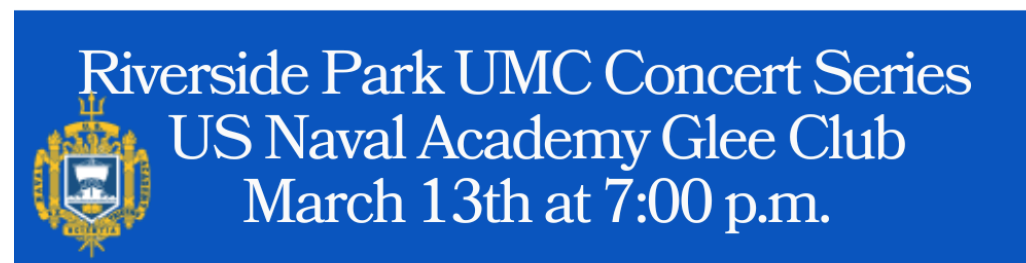 Riverside Park UMC Concert Series
US Naval Academy Glee Club
March 13th at 7:00 p.m.